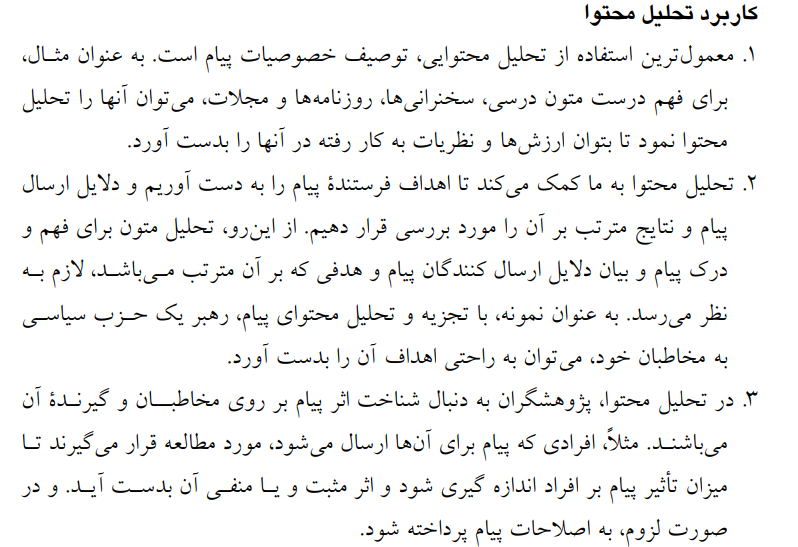 کاربرد تحلیل محتوا
۱. معمول‌ترین استفاده از تحلیل محتوایی، توصیف خصوصیات پیام است. به عنوان مثال،
برای فهم درست متون درسی، سخنرانی‌ها، روزنامه‌ها و مجلات، می‌توان آنها را تحلیل
محتوا نمود تا بتوان ارزش‌ها و نظریات به کار رفته در آنها را بدست آورد.
۲. تحلیل محتوا به ما کمک می‌کند تا اهداف فرستندهٔ پیام را به دست آوریم و دلایل ارسال
پیام و نتایج مترتب بر آن را مورد بررسی قرار دهیم. از این‌رو، تحلیل متون برای فهم و
درک پیام و بیان دلایل ارسال کنندگان پیام و هدفی که بر آن مترتب می‌باشد، لازم به
نظر می‌رسد. به عنوان نمونه، با تجزیه و تحلیل محتوای پیام، رهبر یک حزب سیاسی
به مخاطبان خود، می‌توان به راحتی اهداف آن را بدست آورد.
۳. در تحلیل محتوا، پژوهشگران به دنبال شناخت اثر پیام بر روی مخاطبان و گیرندهٔ آن
می‌باشند. مثلاً، افرادی که پیام برای آن‌ها ارسال می‌شود، مورد مطالعه قرار می‌گیرند تا
میزان تأثیر پیام بر افراد اندازه گیری شود و اثر مثبت و یا منفی آن بدست آید. و در
صورت لزوم، به اصلاحات پیام پرداخته شود.